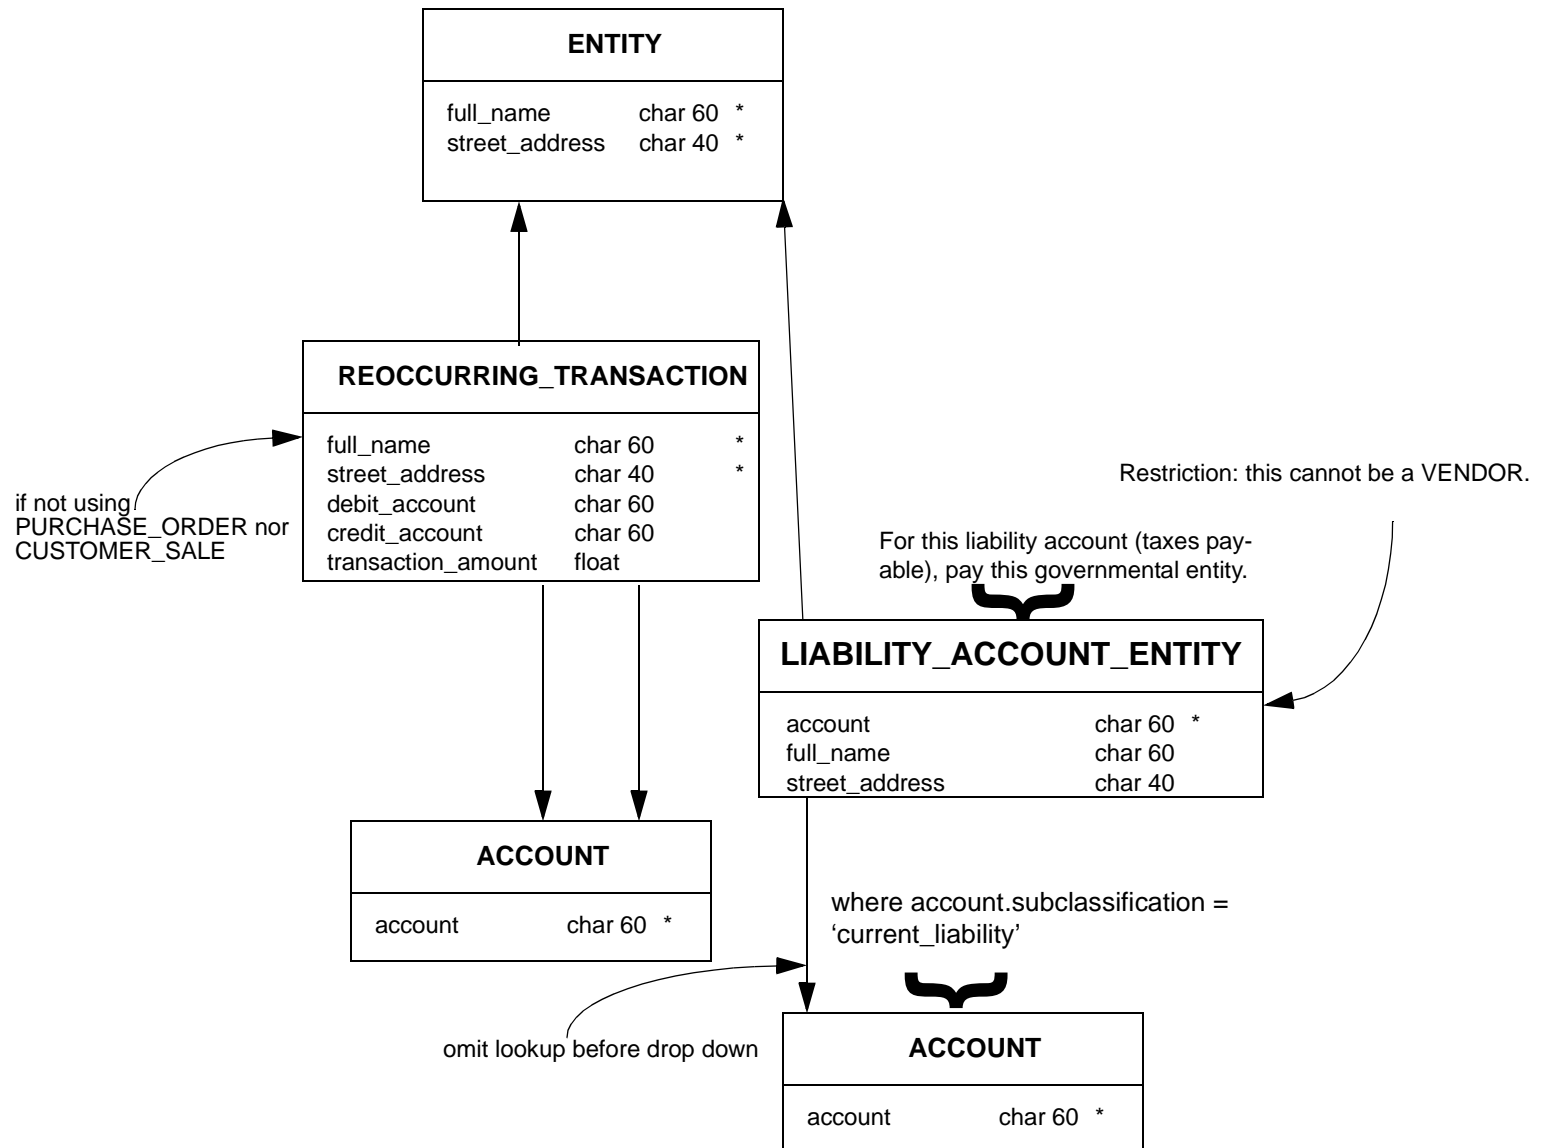 ENTITY
full_name char 60 *
street_address char 40 *
REOCCURRING_TRANSACTION
full_name char 60 *
street_address char 40 *
debit_account char 60
credit_account char 60
transaction_amount float
if not using
PURCHASE_ORDER nor
CUSTOMER_SALE
Restriction: this cannot be a VENDOR.
For this liability account (taxes pay-
able), pay this governmental entity.
LIABILITY_ACCOUNT_ENTITY
account char 60 *
full_name char 60
street_address char 40
ACCOUNT
account char 60 *
where account.subclassification =
‘current_liability’
omit lookup before drop down
ACCOUNT
account char 60 *